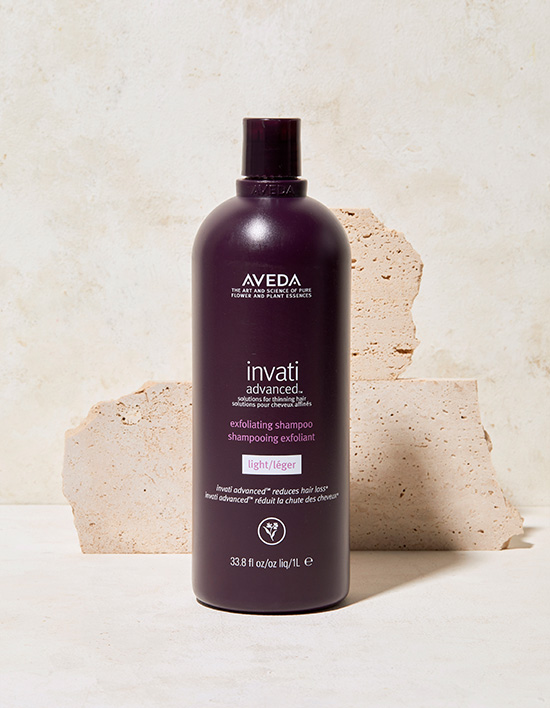 AVEDA
AVEDA
THE ART AND SCIENCE OF PURE
FLOWER AND PLANT ESSENCES
invati
advanced™
solutions for thinning hair
solutions pour cheveux affinés
exfoliating shampoo
shampooing exfoliant
light/léger
invati advanced™ reduces hair loss*
invati advanced™ réduit la chute des cheveux*
33.8 fl oz/oz liq/1L ℮